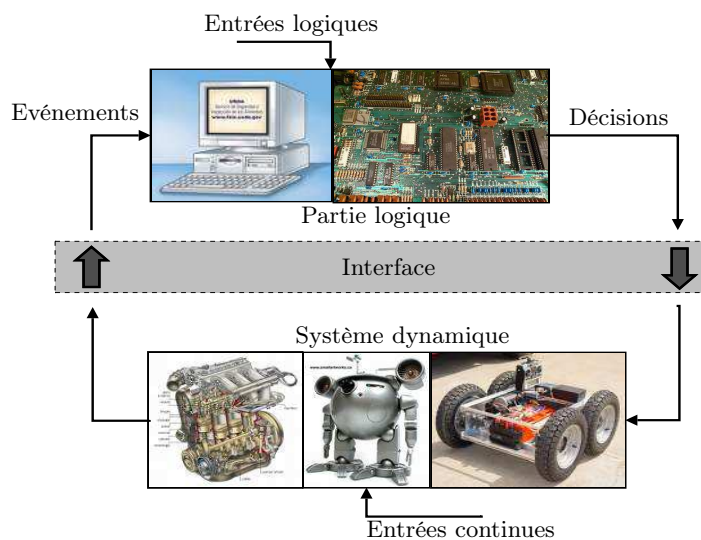 Entrées logiques
Evénements
Décisions
Partie logique
Interface
Système dynamique
Entrées continues